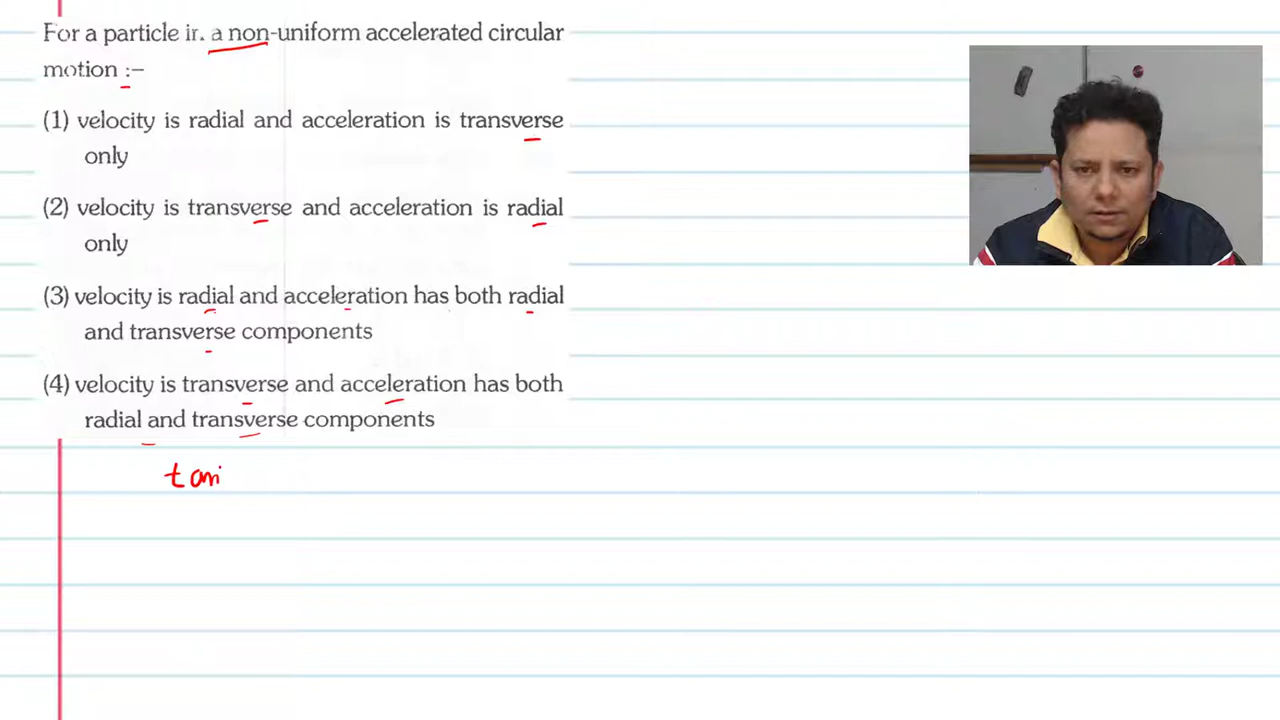 For a particle in a non-uniform accelerated circular
motion :–
(1) velocity is radial and acceleration is transverse
only
(2) velocity is transverse and acceleration is radial
only
(3) velocity is radial and acceleration has both radial
and transverse components
(4) velocity is transverse and acceleration has both
radial and transverse components
tan